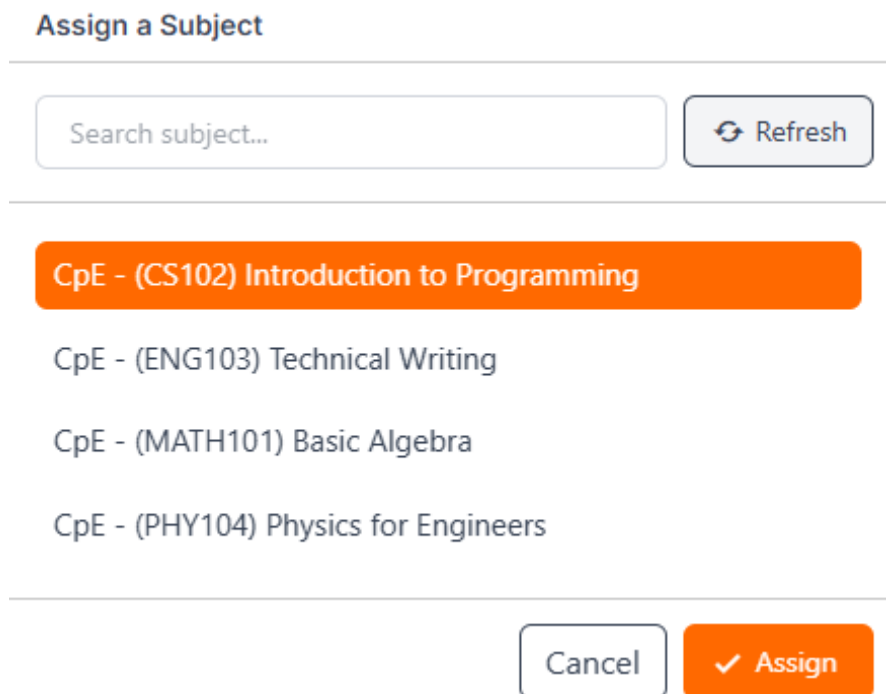 Assign a Subject
Search subject...
Refresh
CpE - (CS102) Introduction to Programming
CpE - (ENG103) Technical Writing
CpE - (MATH101) Basic Algebra
CpE - (PHY104) Physics for Engineers
Cancel
Assign